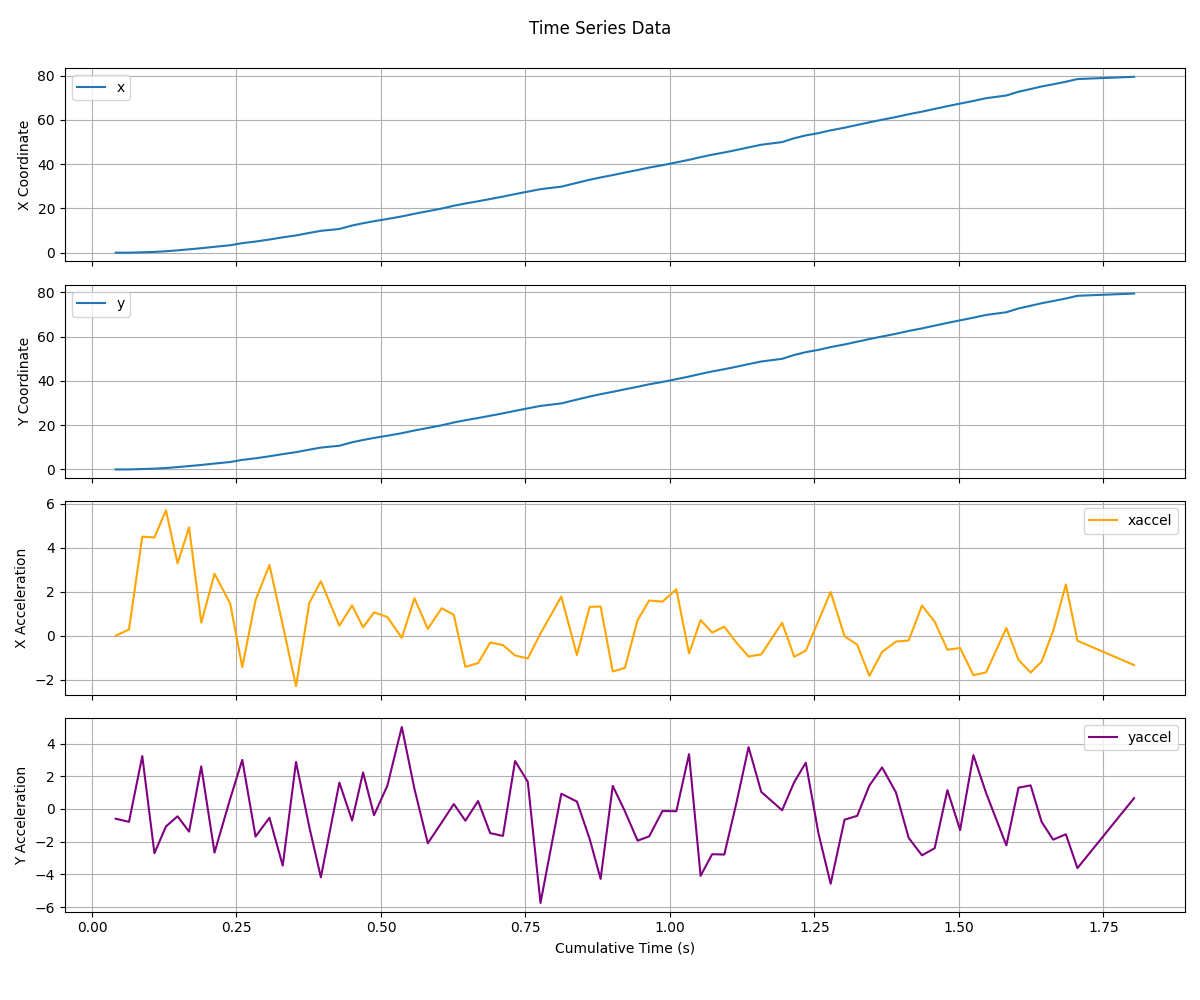 Time Series Data
X Coordinate
80
60
40
20
0
x
Y Coordinate
80
60
40
20
0
y
X Acceleration
6
4
2
0
−2
xaccel
Y Acceleration
4
2
0
−2
−4
−6
yaccel
0.00 0.25 0.50 0.75 1.00 1.25 1.50 1.75
Cumulative Time (s)